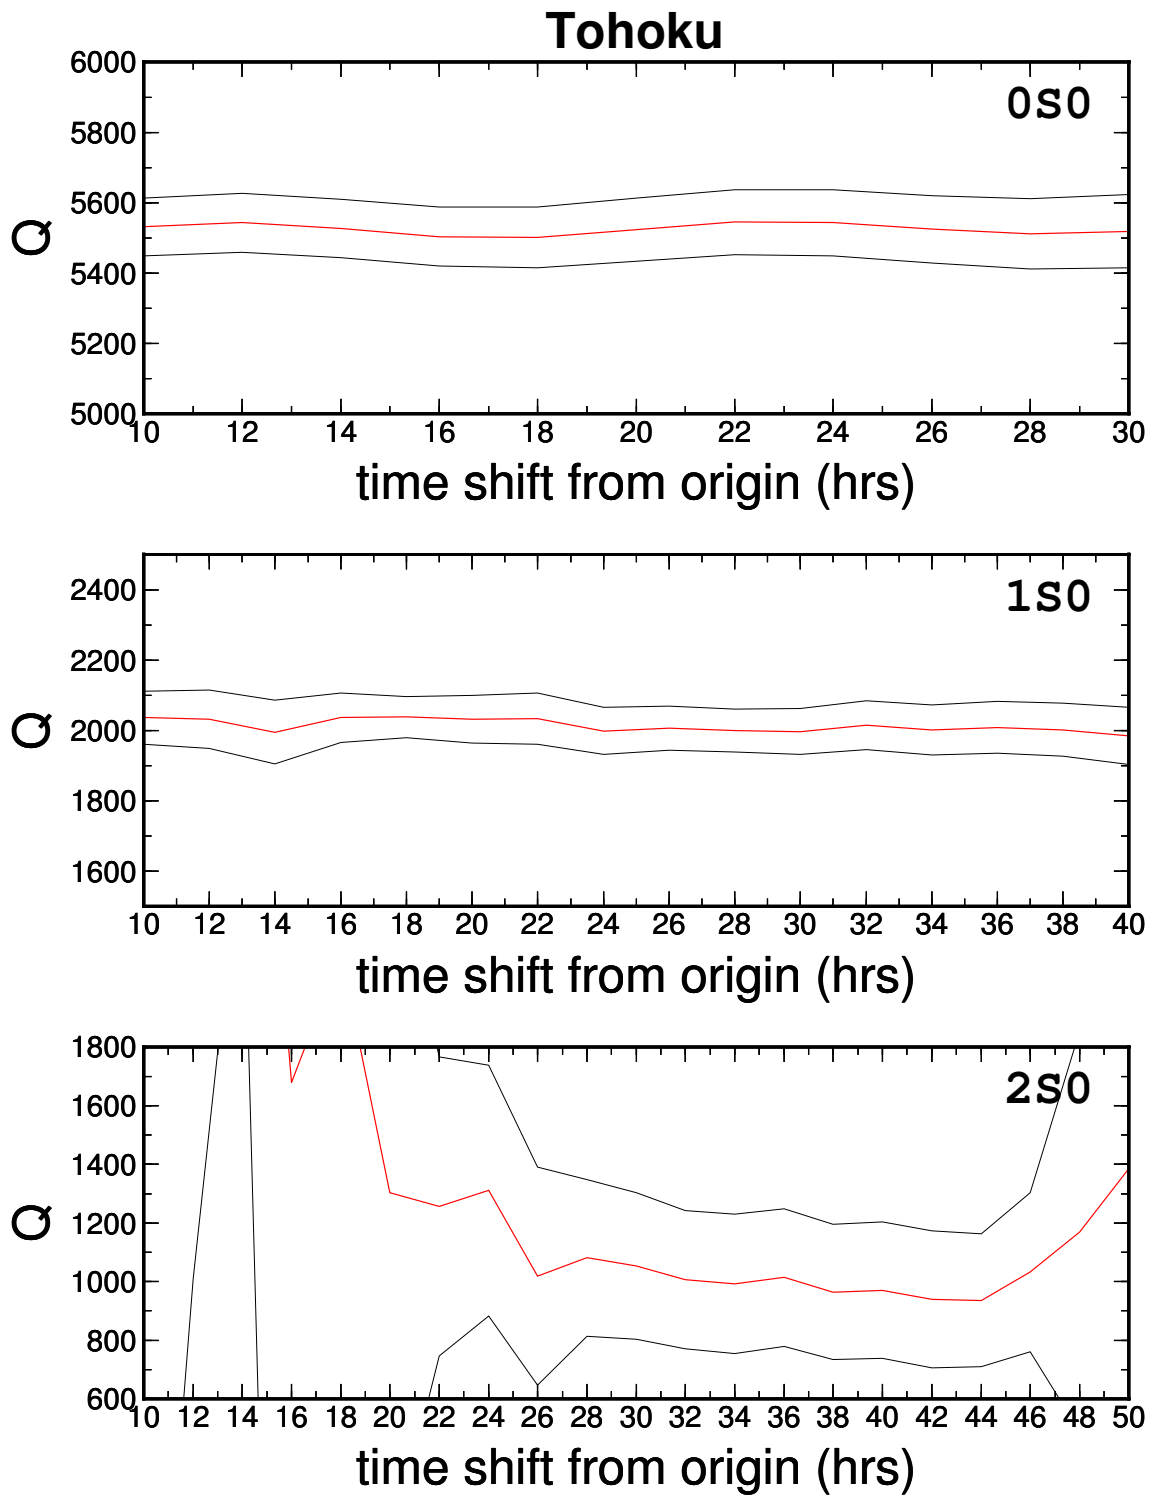 Tohoku
6000
0S0
5800
5600
Q
5400
5200
5000
10 12 14 16 18 20 22 24 26 28 30
time shift from origin (hrs)
1S0
2400
2200
Q
2000
1800
1600
10 12 14 16 18 20 22 24 26 28 30 32 34 36 38 40
time shift from origin (hrs)
1800
2S0
1600
1400
Q
1200
1000
800
600
10 12 14 16 18 20 22 24 26 28 30 32 34 36 38 40 42 44 46 48 50
time shift from origin (hrs)